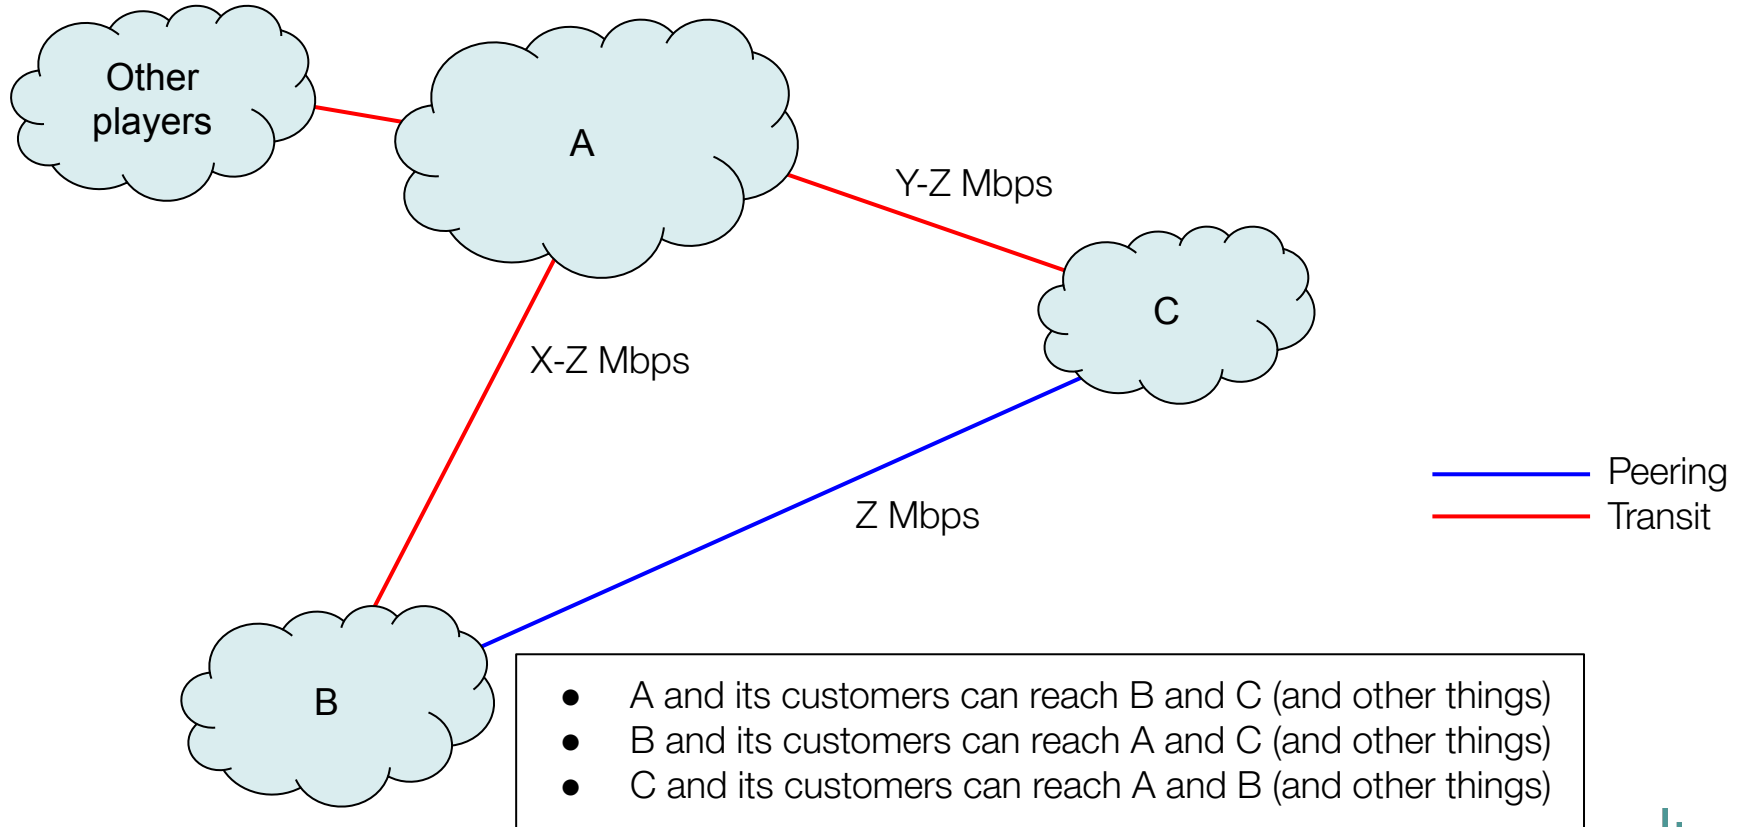 Other
players
A
Y-Z Mbps
C
X-Z Mbps
Peering
Z Mbps
Transit
B
● A and its customers can reach B and C (and other things)
● B and its customers can reach A and C (and other things)
● C and its customers can reach A and B (and other things)